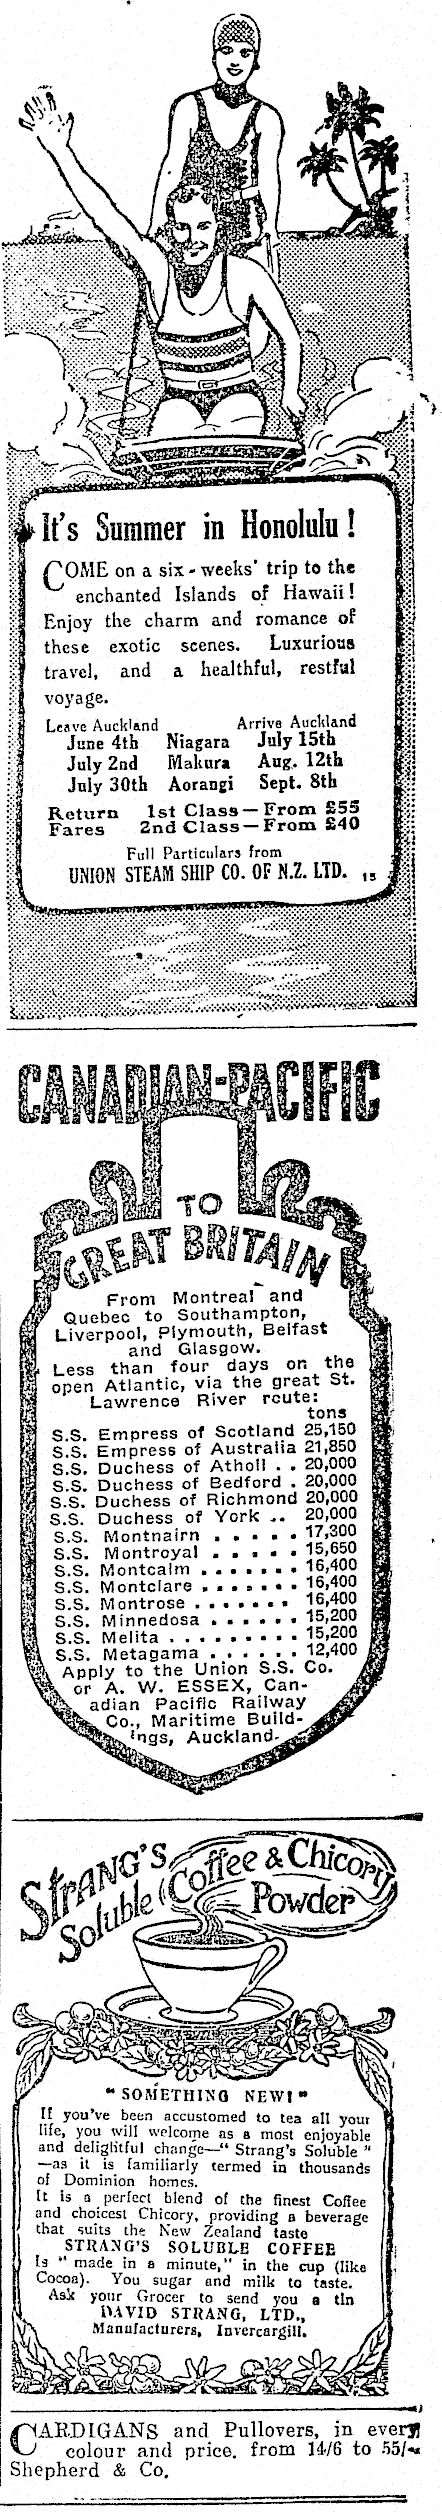 It's Summer in Honolulu!
COME on a six-weeks' trip to the
enchanted Islands of Hawaii!
Enjoy the charm and romance of
these exotic scenes. Luxurious
travel, and a healthful, restful
voyage.
Leave Auckland Arrive Auckland
June 4th Niagara July 15th
July 2nd Makura Aug. 12th
July 30th Aorangi Sept. 8th
Return 1st Class—From £55
Fares 2nd Class—From £40
Full Particulars from
UNION STEAM SHIP CO. OF N.Z. LTD. 15
CANADIAN-PACIFIC
TO
GREAT BRITAIN
From Montreal and
Quebec to Southampton,
Liverpool, Plymouth, Belfast
and Glasgow.
Less than four days on the
open Atlantic, via the great St.
Lawrence River route:
tons
S.S. Empress of Scotland 25,150
S.S. Empress of Australia 21,850
S.S. Duchess of Atholl . . 20,000
S.S. Duchess of Bedford . 20,000
S.S. Duchess of Richmond 20,000
S.S. Duchess of York .. 20,000
S.S. Montnairn . . . . . 17,300
S.S. Montroyal . . . . . 15,650
S.S. Montcalm . . . . . . . 16,400
S.S. Montclare . . . . . . . 16,400
S.S. Montrose . . . . . . . 16,400
S.S. Minnedosa . . . . . . 15,200
S.S. Melita . . . . . . . . . 15,200
S.S. Metagama . . . . . . 12,400
Apply to the Union S.S. Co.
or A. W. ESSEX, Can-
adian Pacific Railway
Co., Maritime Build-
ings, Auckland.
STRANG'S
Soluble Coffee & Chicory
Powder
"SOMETHING NEW!"
If you've been accustomed to tea all your
life, you will welcome as a most enjoyable
and delightful change—"Strang's Soluble"
—as it is familiarly termed in thousands
of Dominion homes.
It is a perfect blend of the finest Coffee
and choicest Chicory, providing a beverage
that suits the New Zealand taste
STRANG'S SOLUBLE COFFEE
Is "made in a minute," in the cup (like
Cocoa). You sugar and milk to taste.
Ask your Grocer to send you a tin
DAVID STRANG, LTD.,
Manufacturers, Invercargill.
CARDIGANS and Pullovers, in every
colour and price. from 14/6 to 55/-
Shepherd & Co.